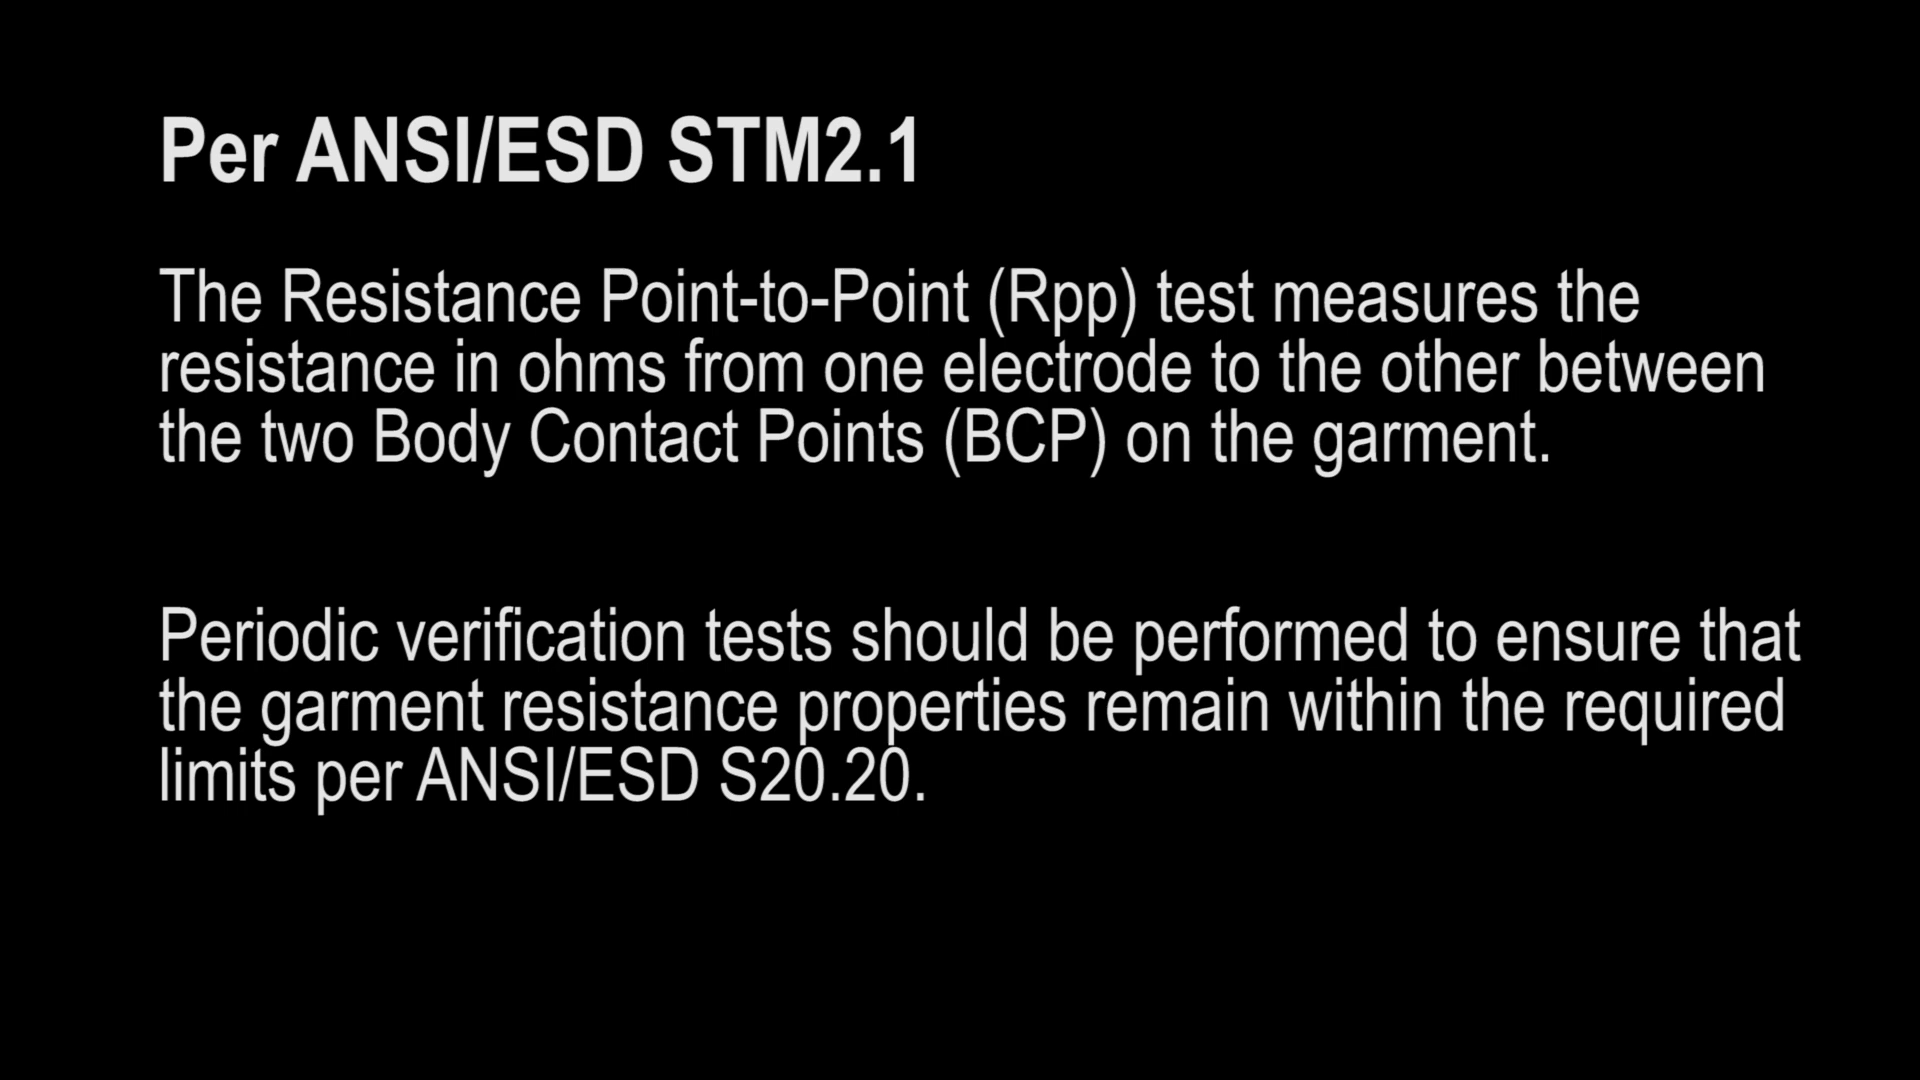 Per ANSI/ESD STM2.1
The Resistance Point-to-Point (Rpp) test measures the
resistance in ohms from one electrode to the other between
the two Body Contact Points (BCP) on the garment.
Periodic verification tests should be performed to ensure that
the garment resistance properties remain within the required
limits per ANSI/ESD S20.20.